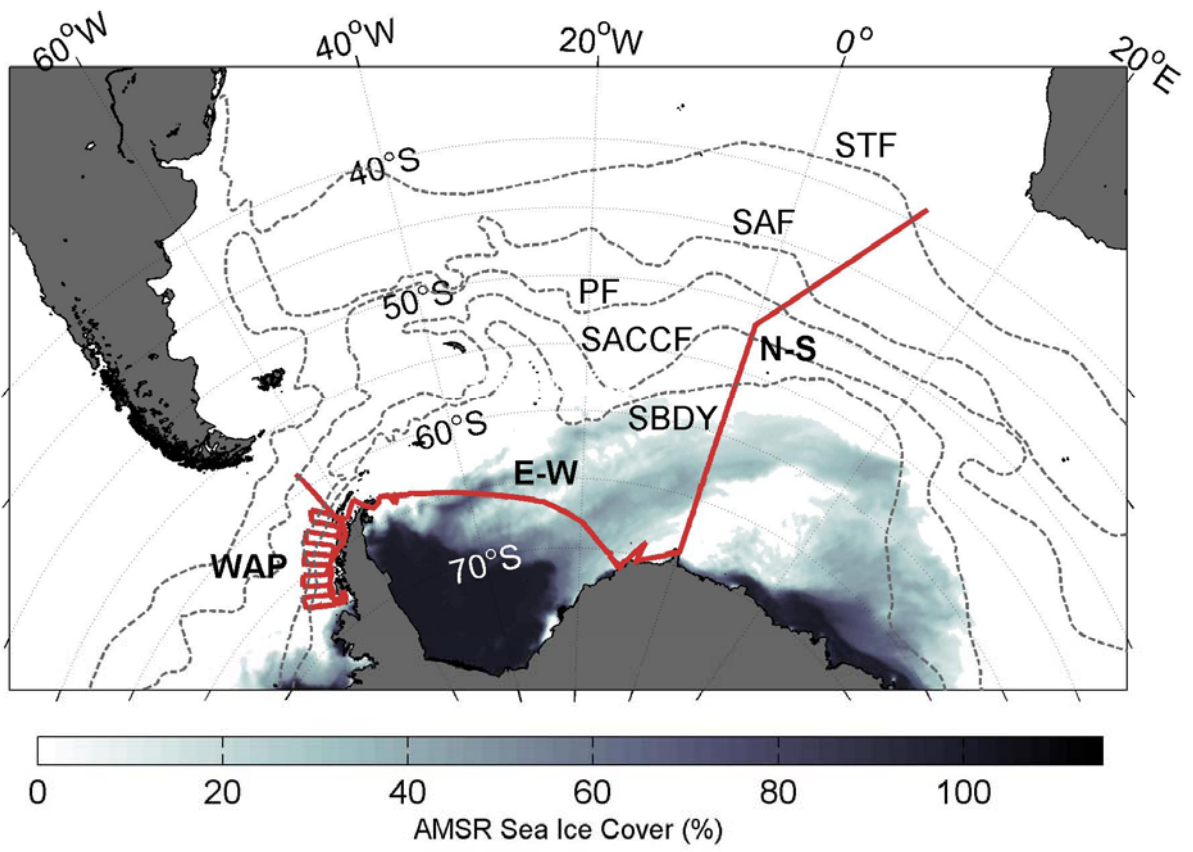 60°W 40°W 20°W 0° 20°E
STF
40°S
SAF
PF
50°S
SACCF
N-S
SBDY
60°S
E-W
WAP
70°S
0 20 40 60 80 100
AMSR Sea Ice Cover (%)